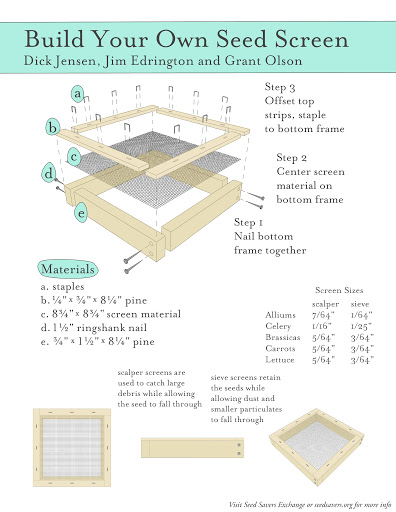 Build Your Own Seed Screen
Dick Jensen, Jim Edrington and Grant Olson
a
b
c
d
e
Step 3
Offset top
strips, staple
to bottom frame
Step 2
Center screen
material on
bottom frame
Step 1
Nail bottom
frame together
Materials
a. staples
b. ¼" x ¾" x 8¼" pine
c. 8¾" x 8¾" screen material
d. 1½" ringshank nail
e. ¾" x 1½" x 8¼" pine
Screen Sizes
scalper sieve
Alliums 7/64" 1/64"
Celery 1/16" 1/25"
Brassicas 5/64" 3/64"
Carrots 5/64" 3/64"
Lettuce 5/64" 3/64"
scalper screens are
used to catch large
debris while allowing
the seed to fall through
sieve screens retain
the seeds while
allowing dust and
smaller particulates
to fall through
Visit Seed Savers Exchange or seedsavers.org for more info